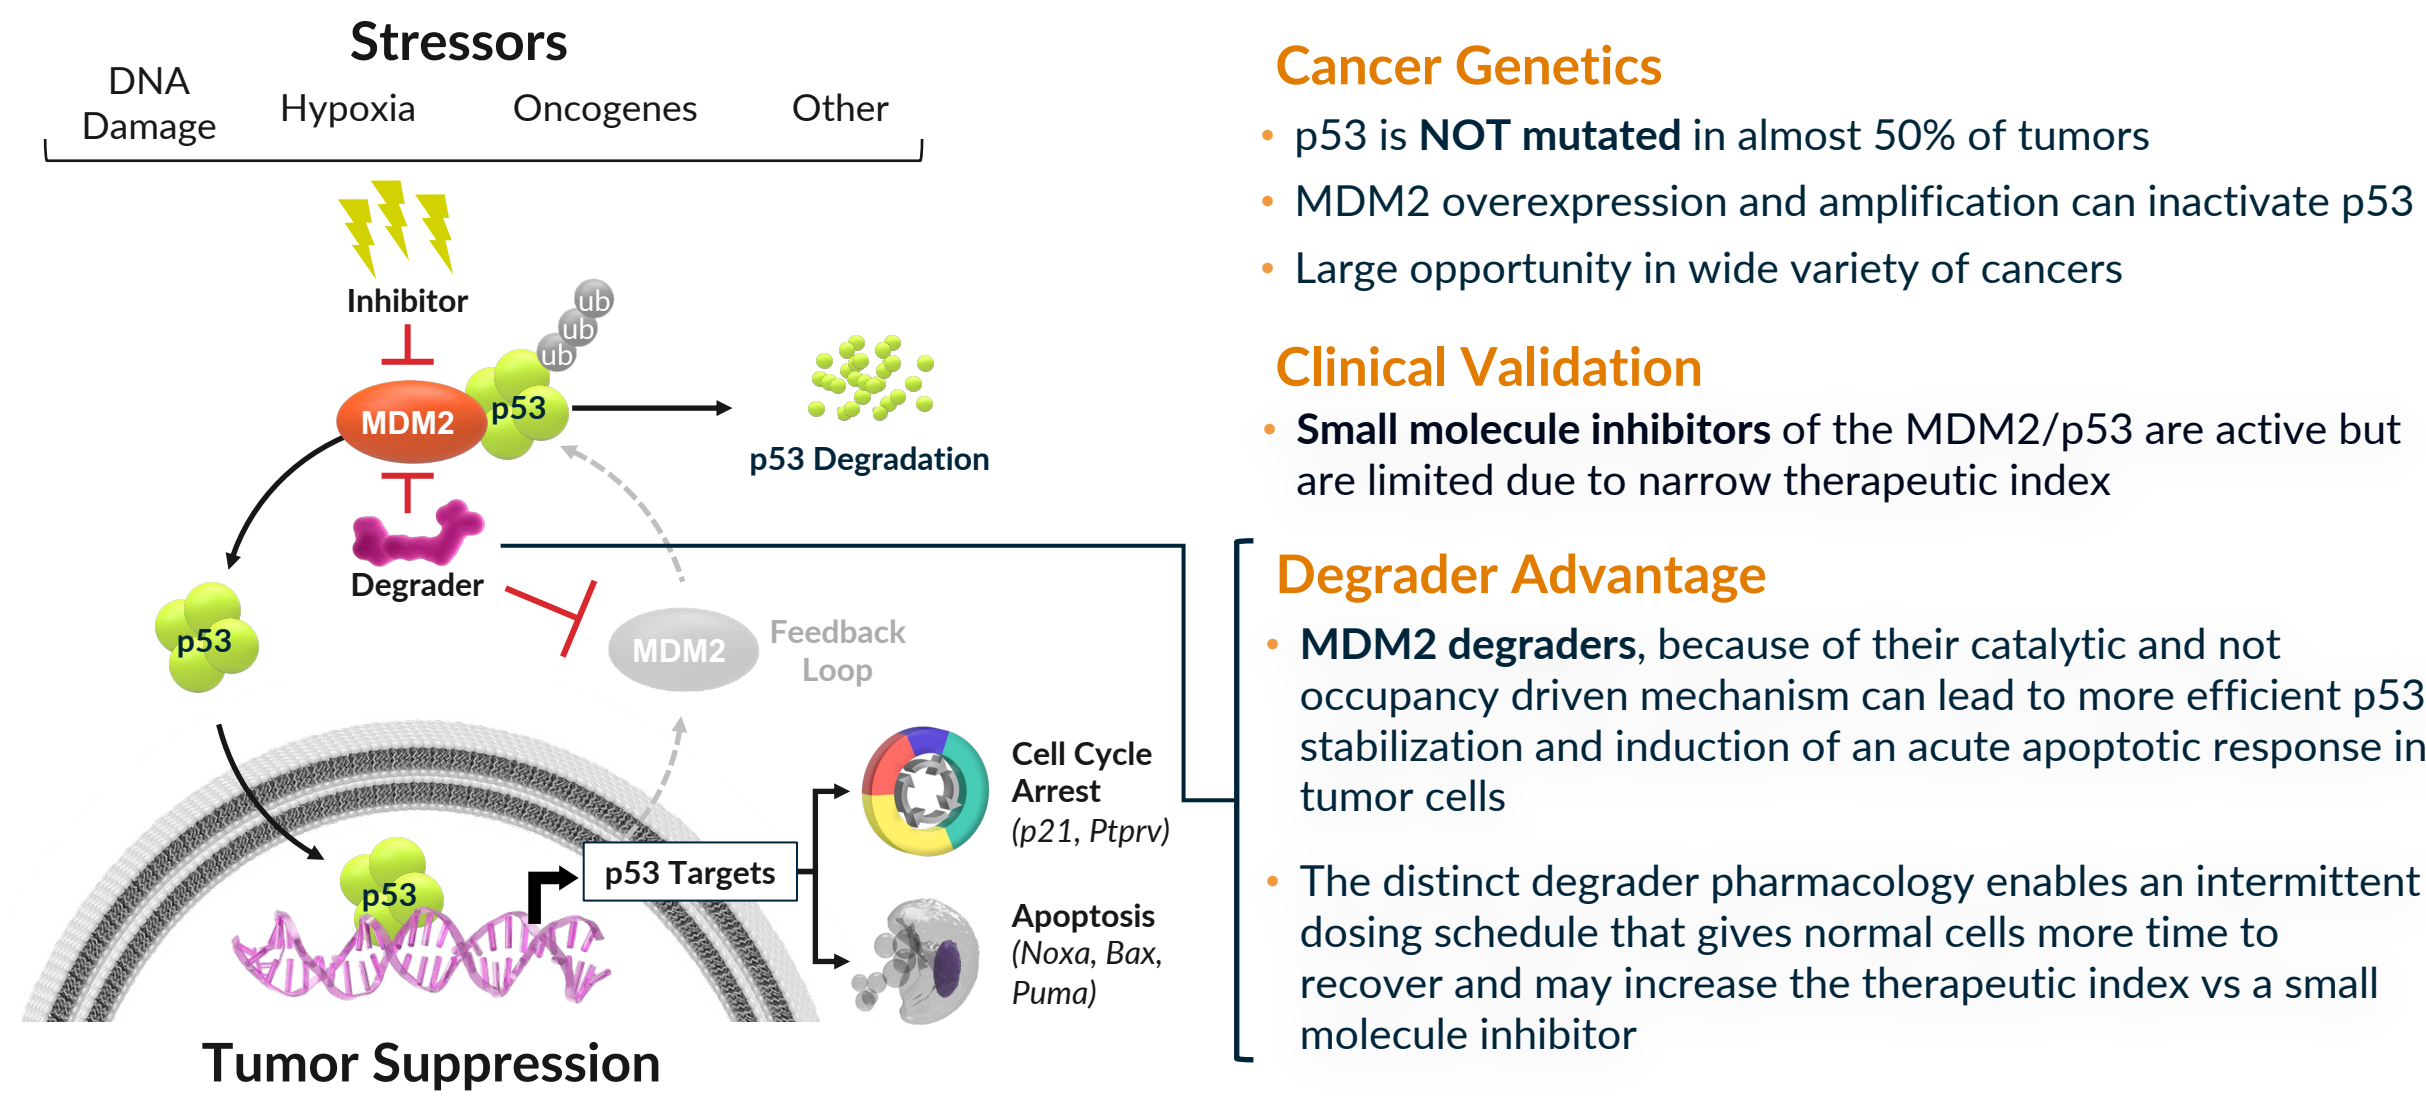 Stressors
DNA
Damage
Hypoxia
Oncogenes
Other
Inhibitor
ub
ub
ub
MDM2
p53
p53 Degradation
Degrader
p53
MDM2
Feedback
Loop
p53
p53 Targets
Cell Cycle
Arrest
(p21, Ptprv)
Apoptosis
(Noxa, Bax,
Puma)
Tumor Suppression
Cancer Genetics
• p53 is NOT mutated in almost 50% of tumors
• MDM2 overexpression and amplification can inactivate p53
• Large opportunity in wide variety of cancers
Clinical Validation
• Small molecule inhibitors of the MDM2/p53 are active but
are limited due to narrow therapeutic index
Degrader Advantage
• MDM2 degraders, because of their catalytic and not
occupancy driven mechanism can lead to more efficient p53
stabilization and induction of an acute apoptotic response in
tumor cells
• The distinct degrader pharmacology enables an intermittent
dosing schedule that gives normal cells more time to
recover and may increase the therapeutic index vs a small
molecule inhibitor